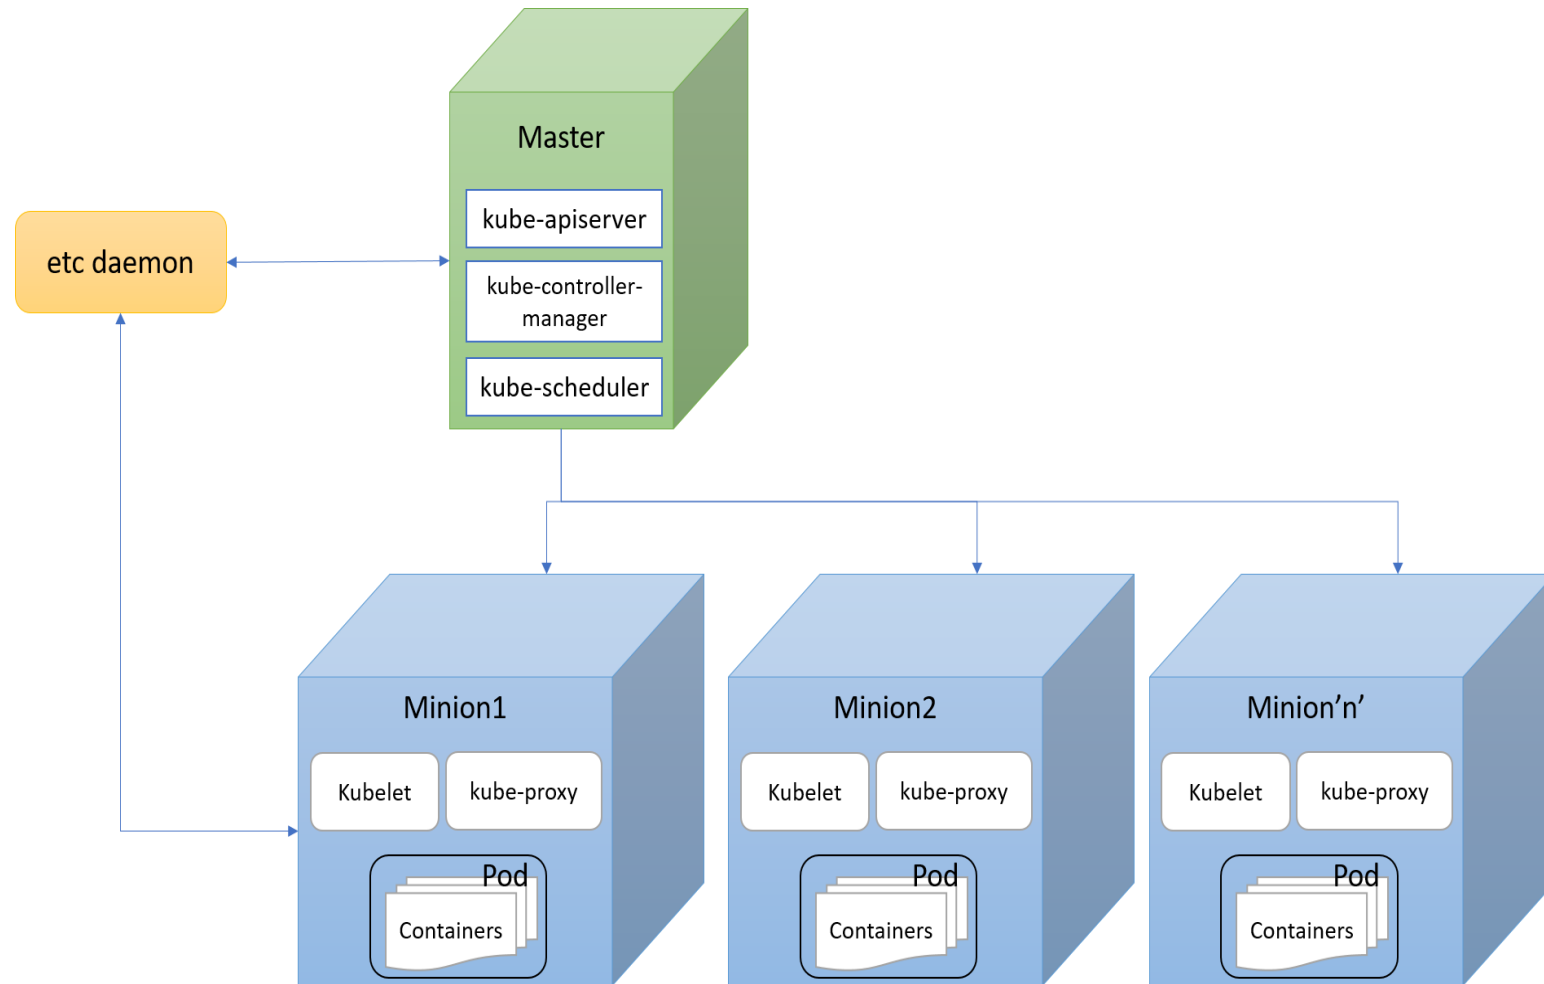 Master
kube-apiserver
etc daemon
kube-controller-
manager
kube-scheduler
Minion1
Minion2
Minion’n’
Kubelet
kube-proxy
Kubelet
kube-proxy
Kubelet
kube-proxy
Pod
Containers
Pod
Containers
Pod
Containers